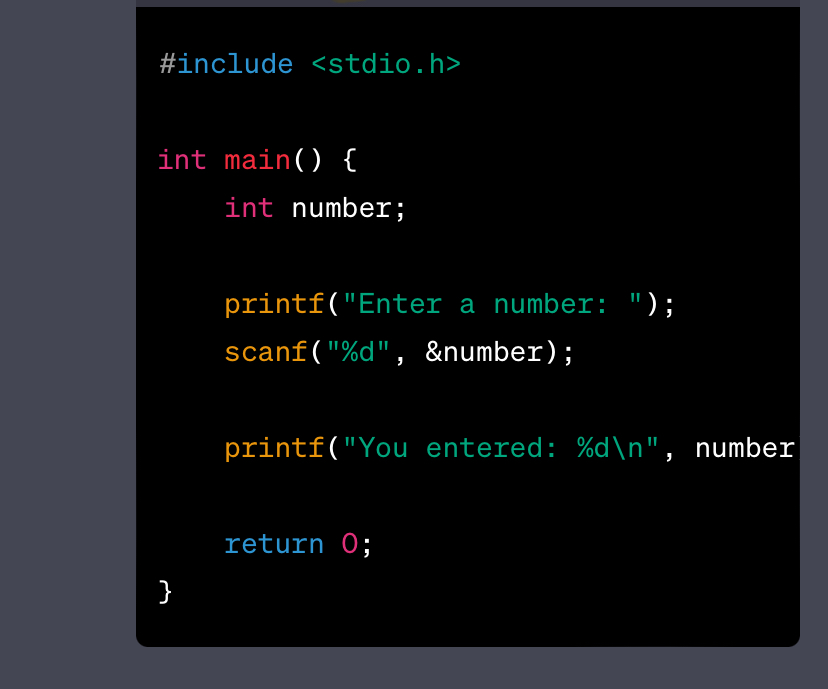 #include <stdio.h>
int main() {
int number;
printf("Enter a number: ");
scanf("%d", &number);
printf("You entered: %d\n", number
return 0;
}